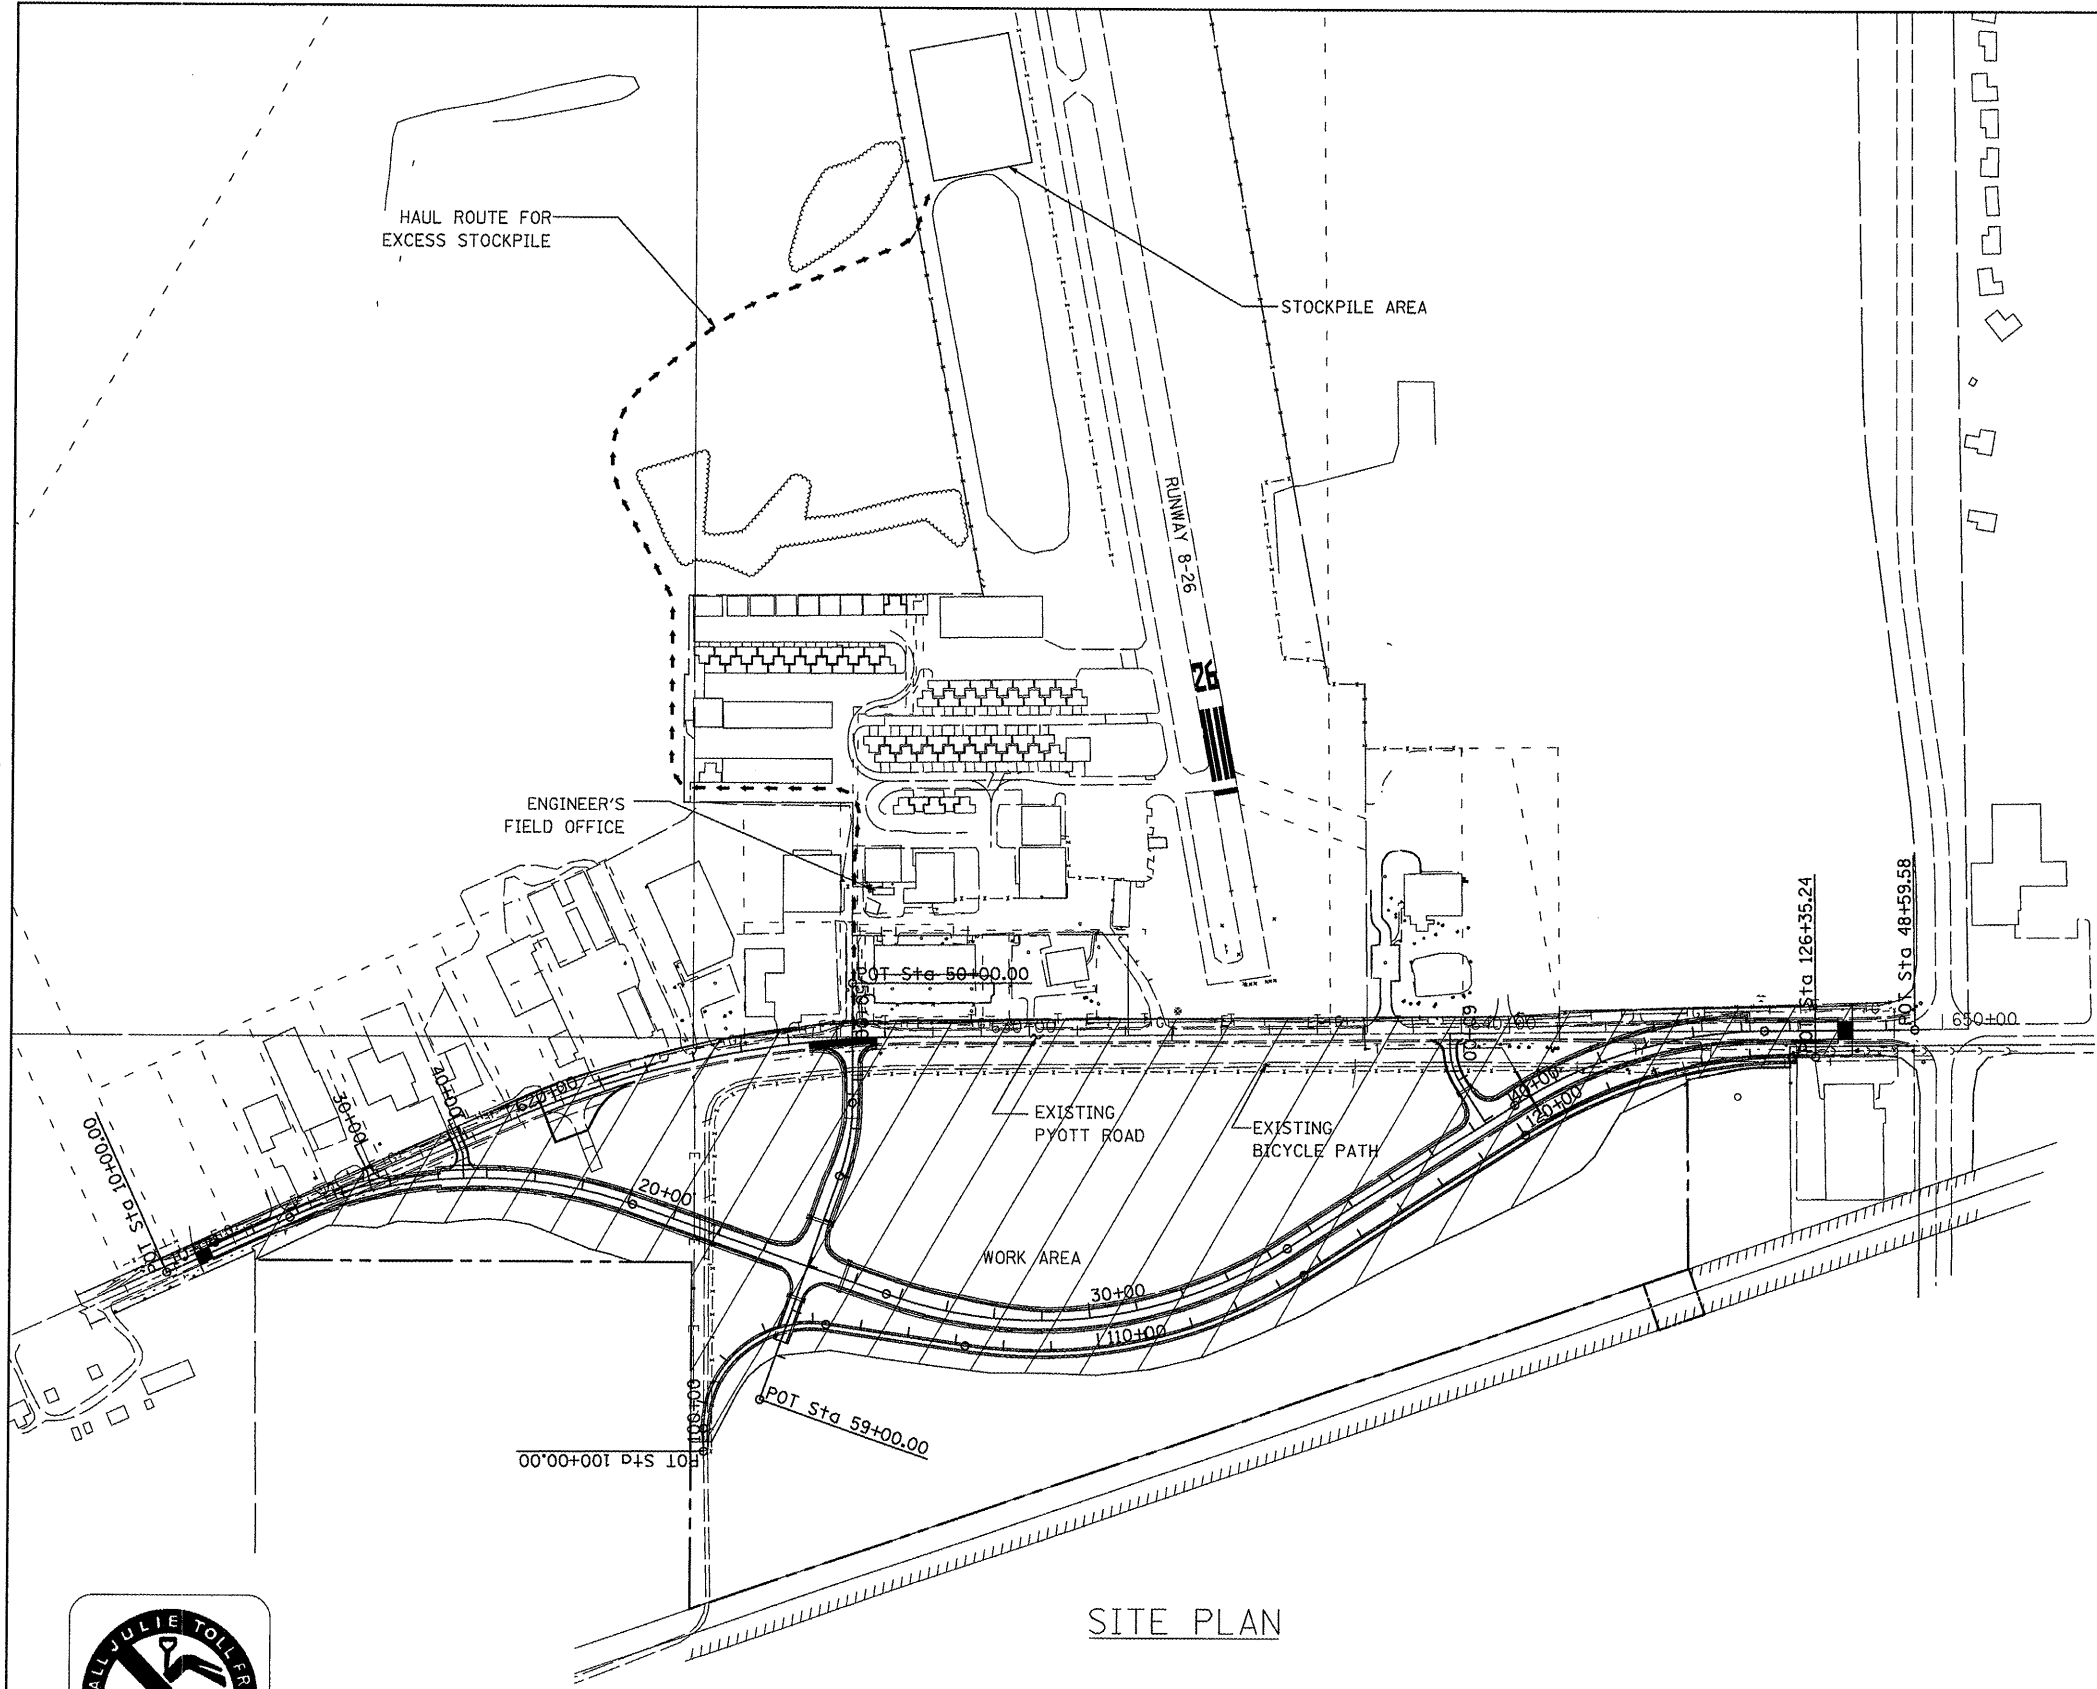 HAUL ROUTE FOR
EXCESS STOCKPILE
STOCKPILE AREA
RUNWAY 8-26
26
ENGINEER'S
FIELD OFFICE
POT Sta 50+00.00
POT Sta 126+35.24
POT Sta 48+59.58
630+00
640+00
650+00
620+00
40+00
30+00
POT Sta 10+00.00
EXISTING
PYOTT ROAD
EXISTING
BICYCLE PATH
40+00
120+00
20+00
WORK AREA
30+00
110+00
100+00
POT Sta 59+00.00
POT Sta 100+00.00
SITE PLAN
JULIE TOLL